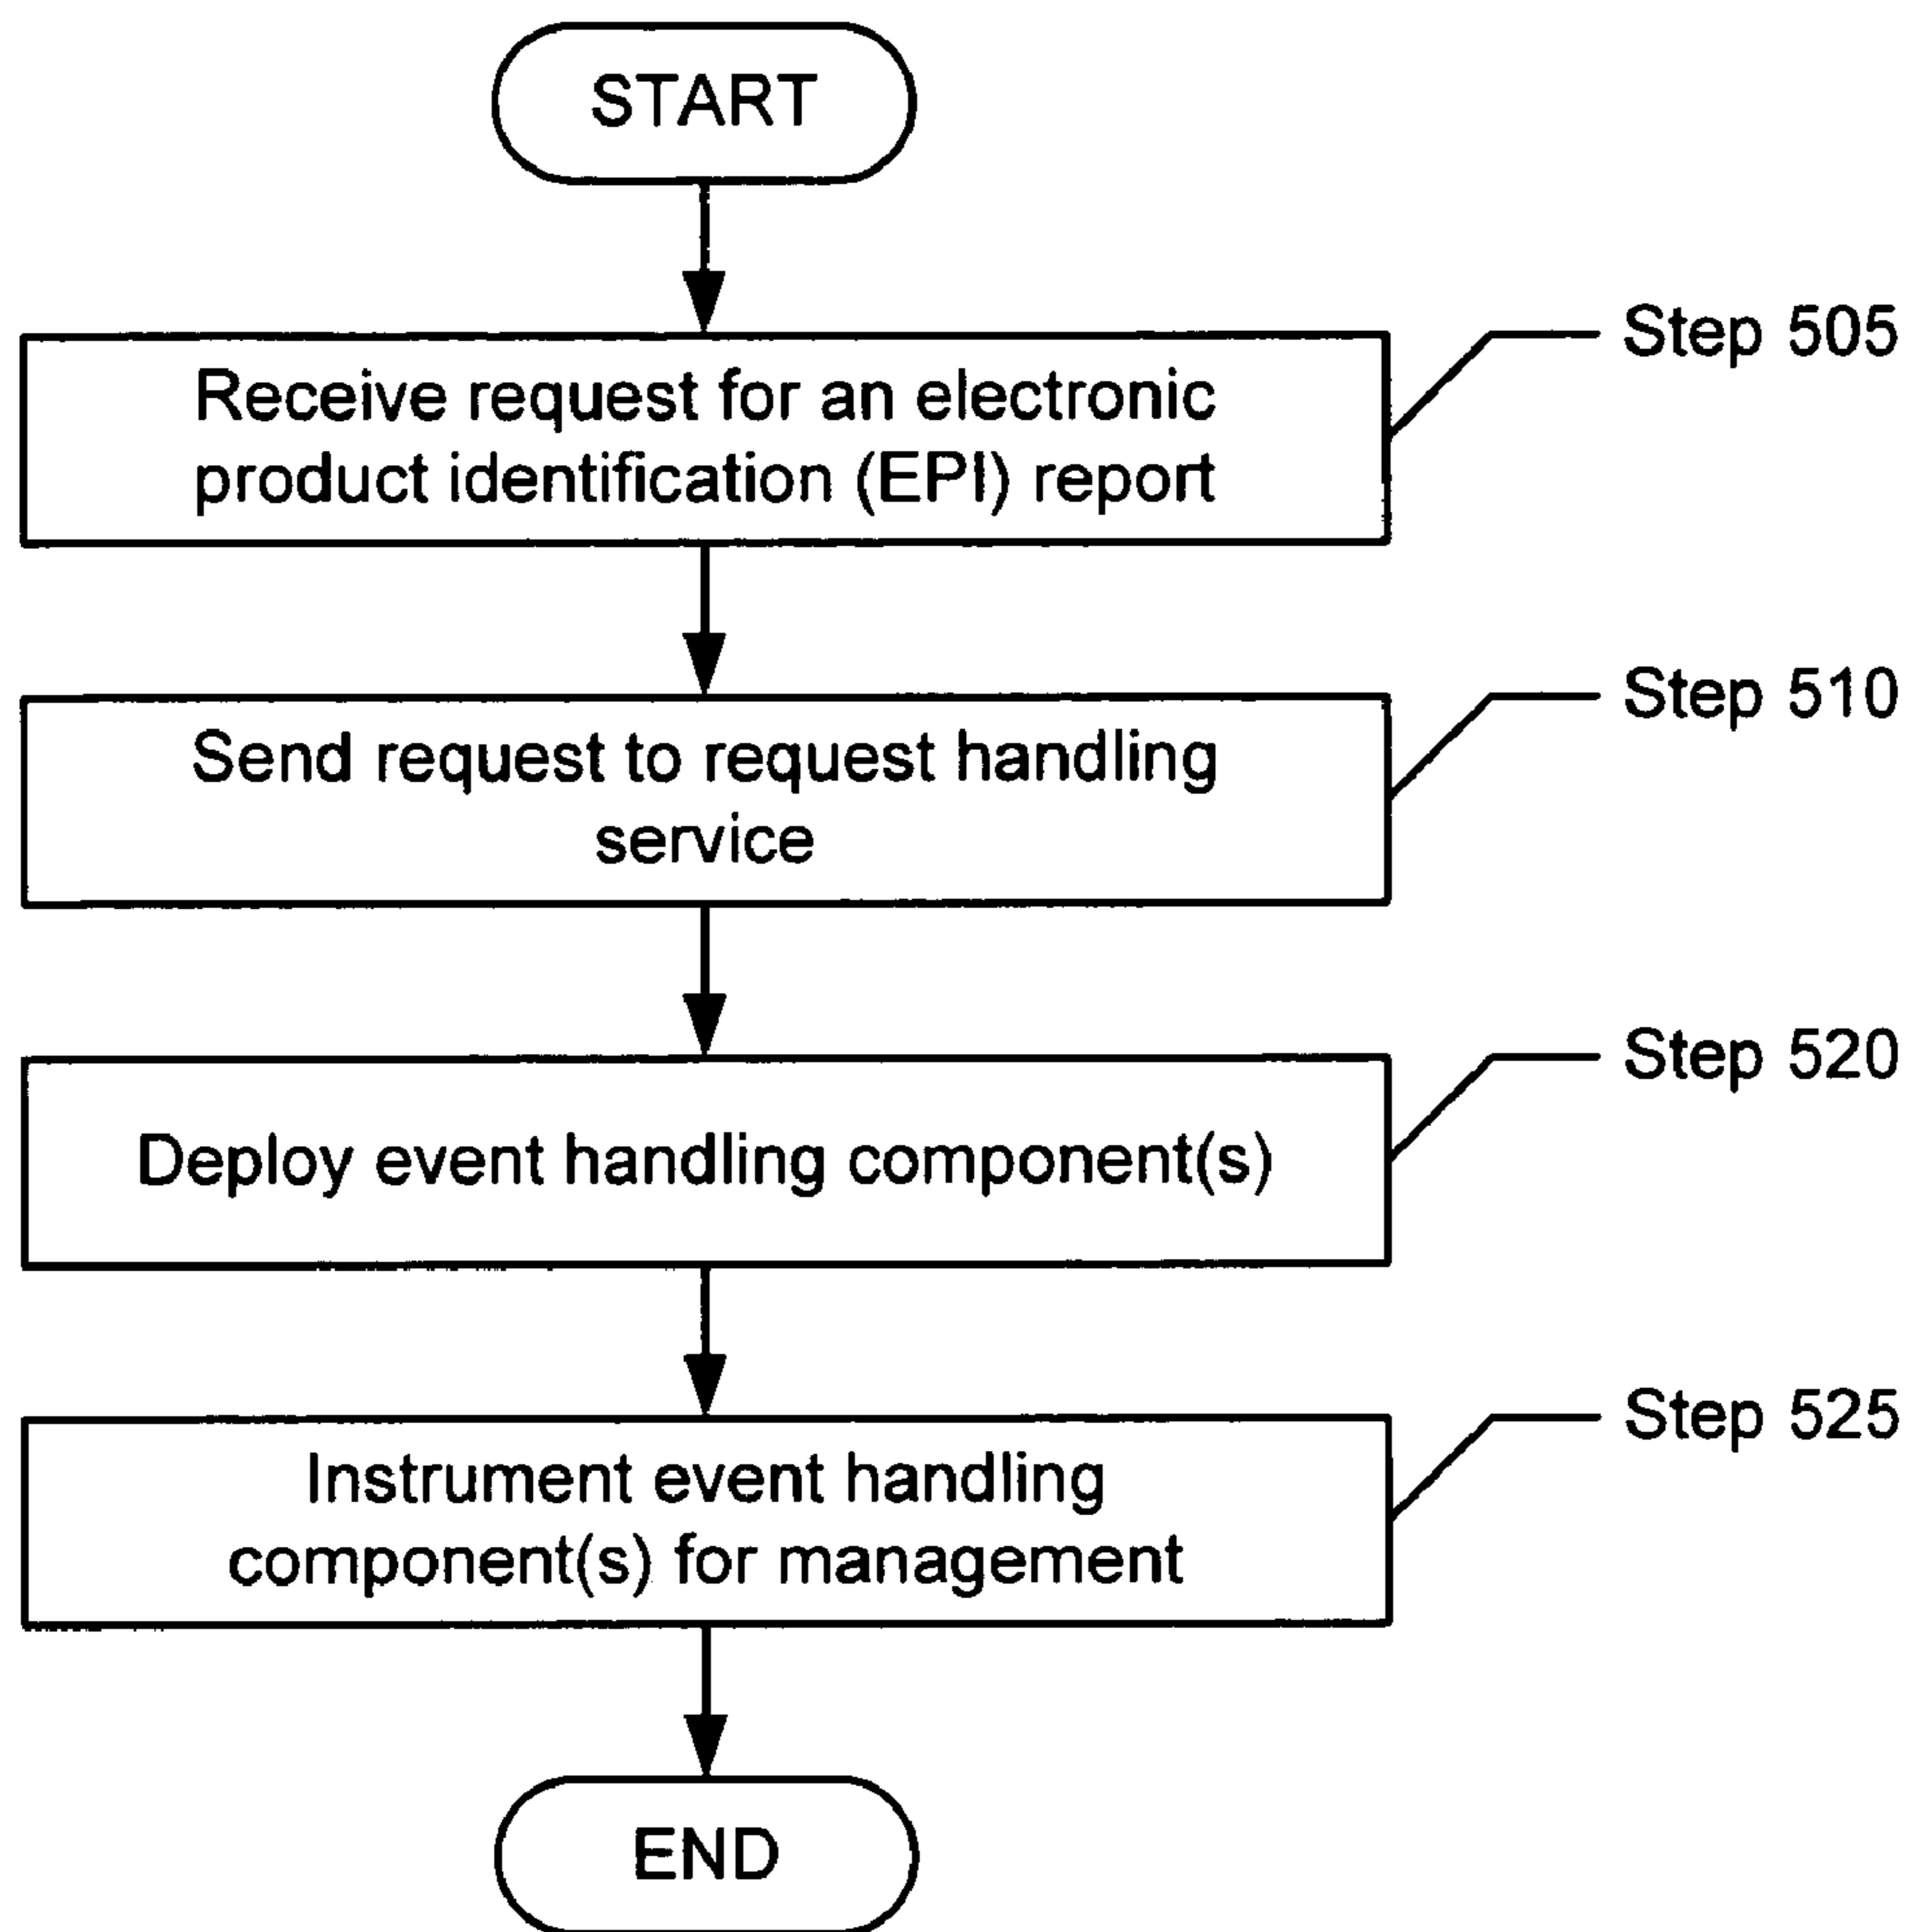 START
Step 505
Receive request for an electronic
product identification (EPI) report
Step 510
Send request to request handling
service
Step 520
Deploy event handling component(s)
Step 525
Instrument event handling
component(s) for management
END